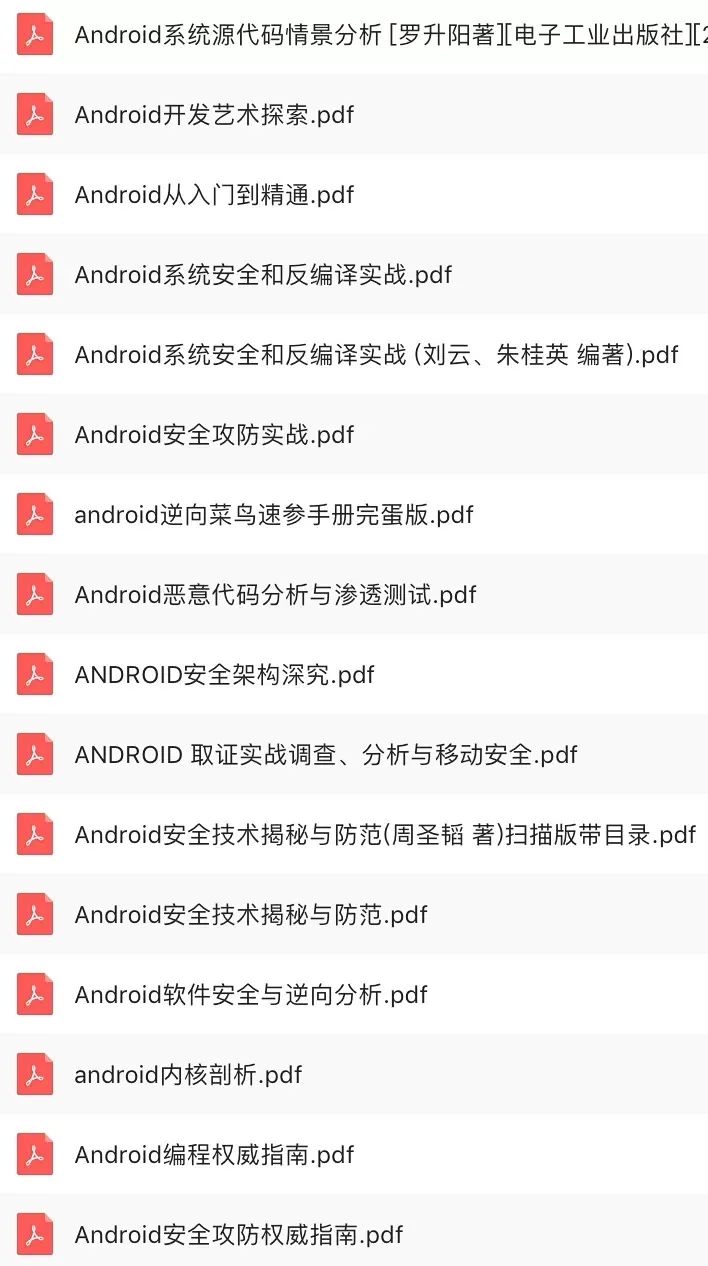 Android系统源代码情景分析 [罗升阳著][电子工业出版社][2
Android开发艺术探索.pdf
Android从入门到精通.pdf
Android系统安全和反编译实战.pdf
Android系统安全和反编译实战 (刘云、朱桂英 编著).pdf
Android安全攻防实战.pdf
android逆向菜鸟速参手册完蛋版.pdf
Android恶意代码分析与渗透测试.pdf
ANDROID安全架构深究.pdf
ANDROID 取证实战调查、分析与移动安全.pdf
Android安全技术揭秘与防范(周圣韬 著)扫描版带目录.pdf
Android安全技术揭秘与防范.pdf
Android软件安全与逆向分析.pdf
android内核剖析.pdf
Android编程权威指南.pdf
Android安全攻防权威指南.pdf